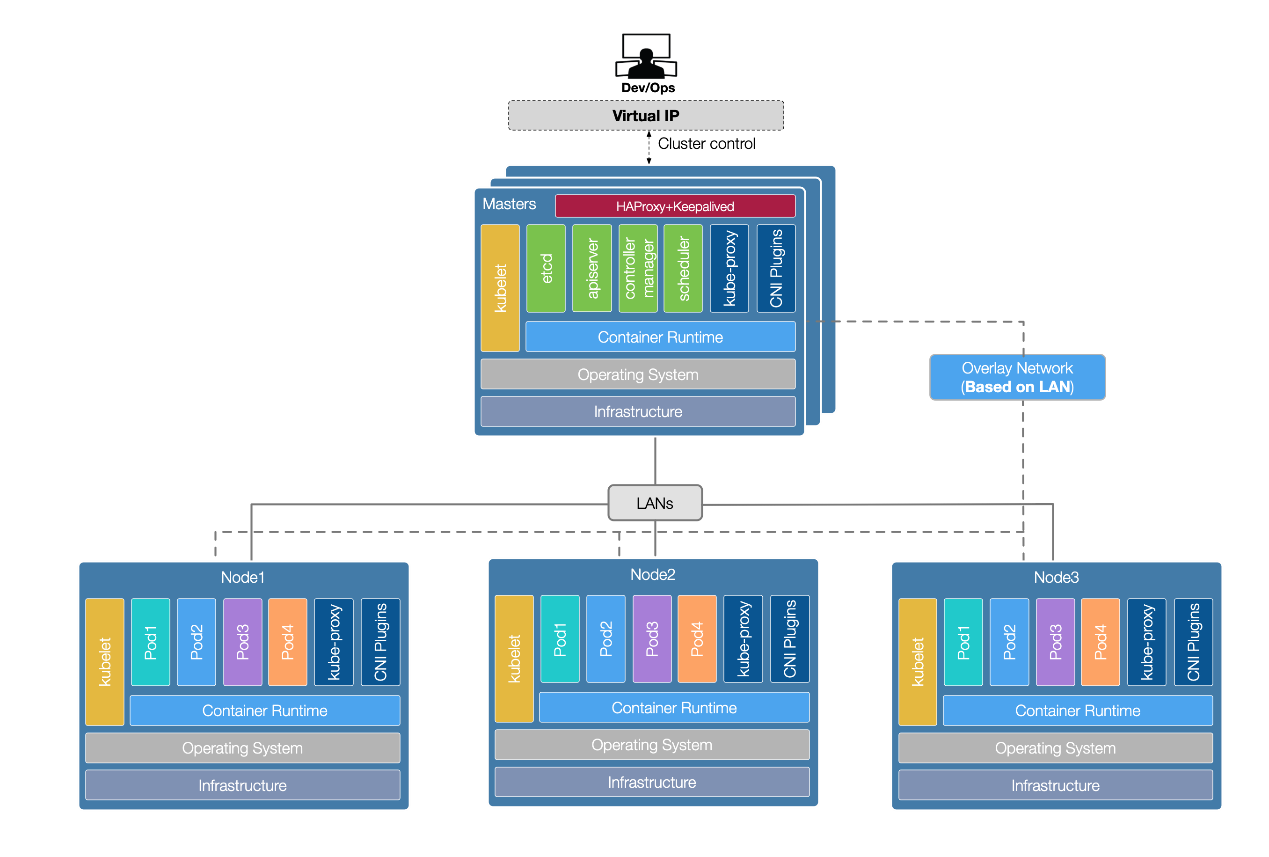 Dev/Ops
Virtual IP
Cluster control
Masters
HAProxy+Keepalived
kubelet
etcd
apiserver
controller
manager
scheduler
kube-proxy
CNI Plugins
Container Runtime
Operating System
Infrastructure
Overlay Network
(Based on LAN)
LANs
Node1
kubelet
Pod1
Pod2
Pod3
Pod4
kube-proxy
CNI Plugins
Container Runtime
Operating System
Infrastructure
Node2
kubelet
Pod1
Pod2
Pod3
Pod4
kube-proxy
CNI Plugins
Container Runtime
Operating System
Infrastructure
Node3
kubelet
Pod1
Pod2
Pod3
Pod4
kube-proxy
CNI Plugins
Container Runtime
Operating System
Infrastructure